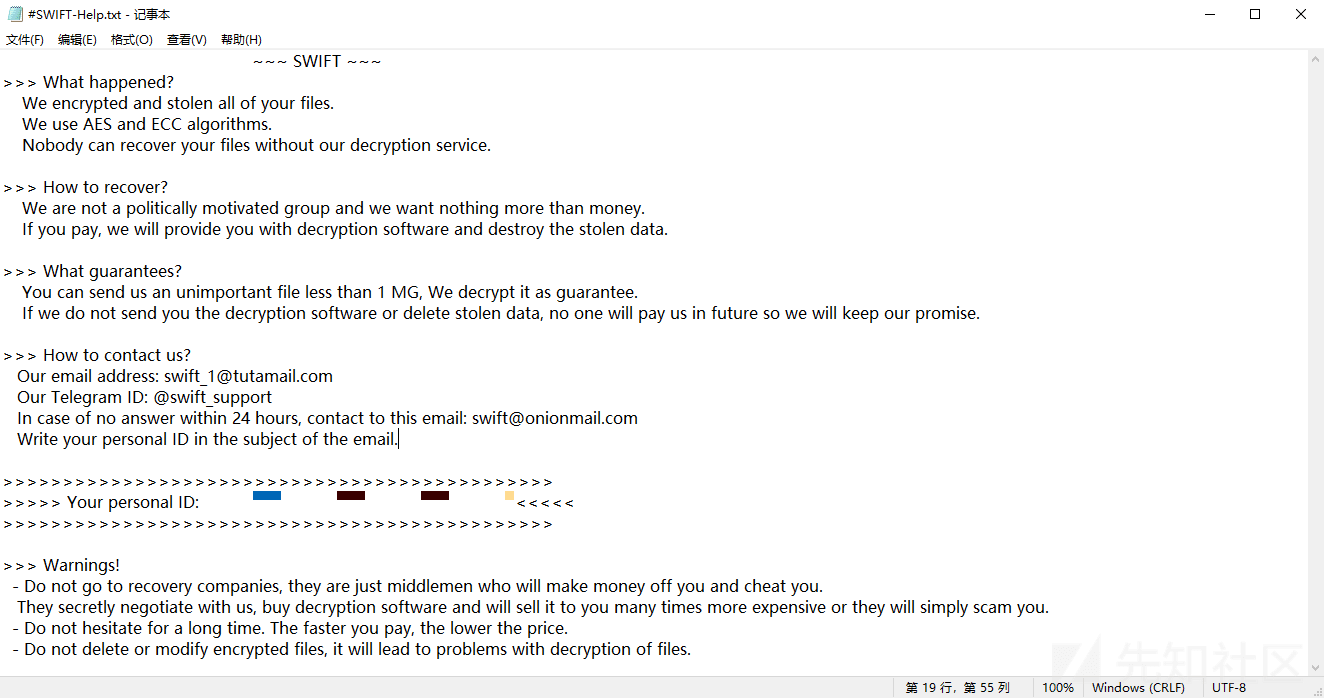 #SWIFT-Help.txt - 记事本
文件(F) 编辑(E) 格式(O) 查看(V) 帮助(H)
~~~ SWIFT ~~~
>>> What happened?
We encrypted and stolen all of your files.
We use AES and ECC algorithms.
Nobody can recover your files without our decryption service.
>>> How to recover?
We are not a politically motivated group and we want nothing more than money.
If you pay, we will provide you with decryption software and destroy the stolen data.
>>> What guarantees?
You can send us an unimportant file less than 1 MG, We decrypt it as guarantee.
If we do not send you the decryption software or delete stolen data, no one will pay us in future so we will keep our promise.
>>> How to contact us?
Our email address: swift_1@tutamail.com
Our Telegram ID: @swift_support
In case of no answer within 24 hours, contact to this email: swift@onionmail.com
Write your personal ID in the subject of the email.
>>>>>>>>>>>>>>>>>>>>>>>>>>>>>>>>>>>>>>>>>>>>>>
>>>>> Your personal ID: <<<<<
>>>>>>>>>>>>>>>>>>>>>>>>>>>>>>>>>>>>>>>>>>>>>>
>>> Warnings!
- Do not go to recovery companies, they are just middlemen who will make money off you and cheat you.
They secretly negotiate with us, buy decryption software and will sell it to you many times more expensive or they will simply scam you.
- Do not hesitate for a long time. The faster you pay, the lower the price.
- Do not delete or modify encrypted files, it will lead to problems with decryption of files.
先知社区
第 19 行，第 55 列 100% Windows (CRLF) UTF-8